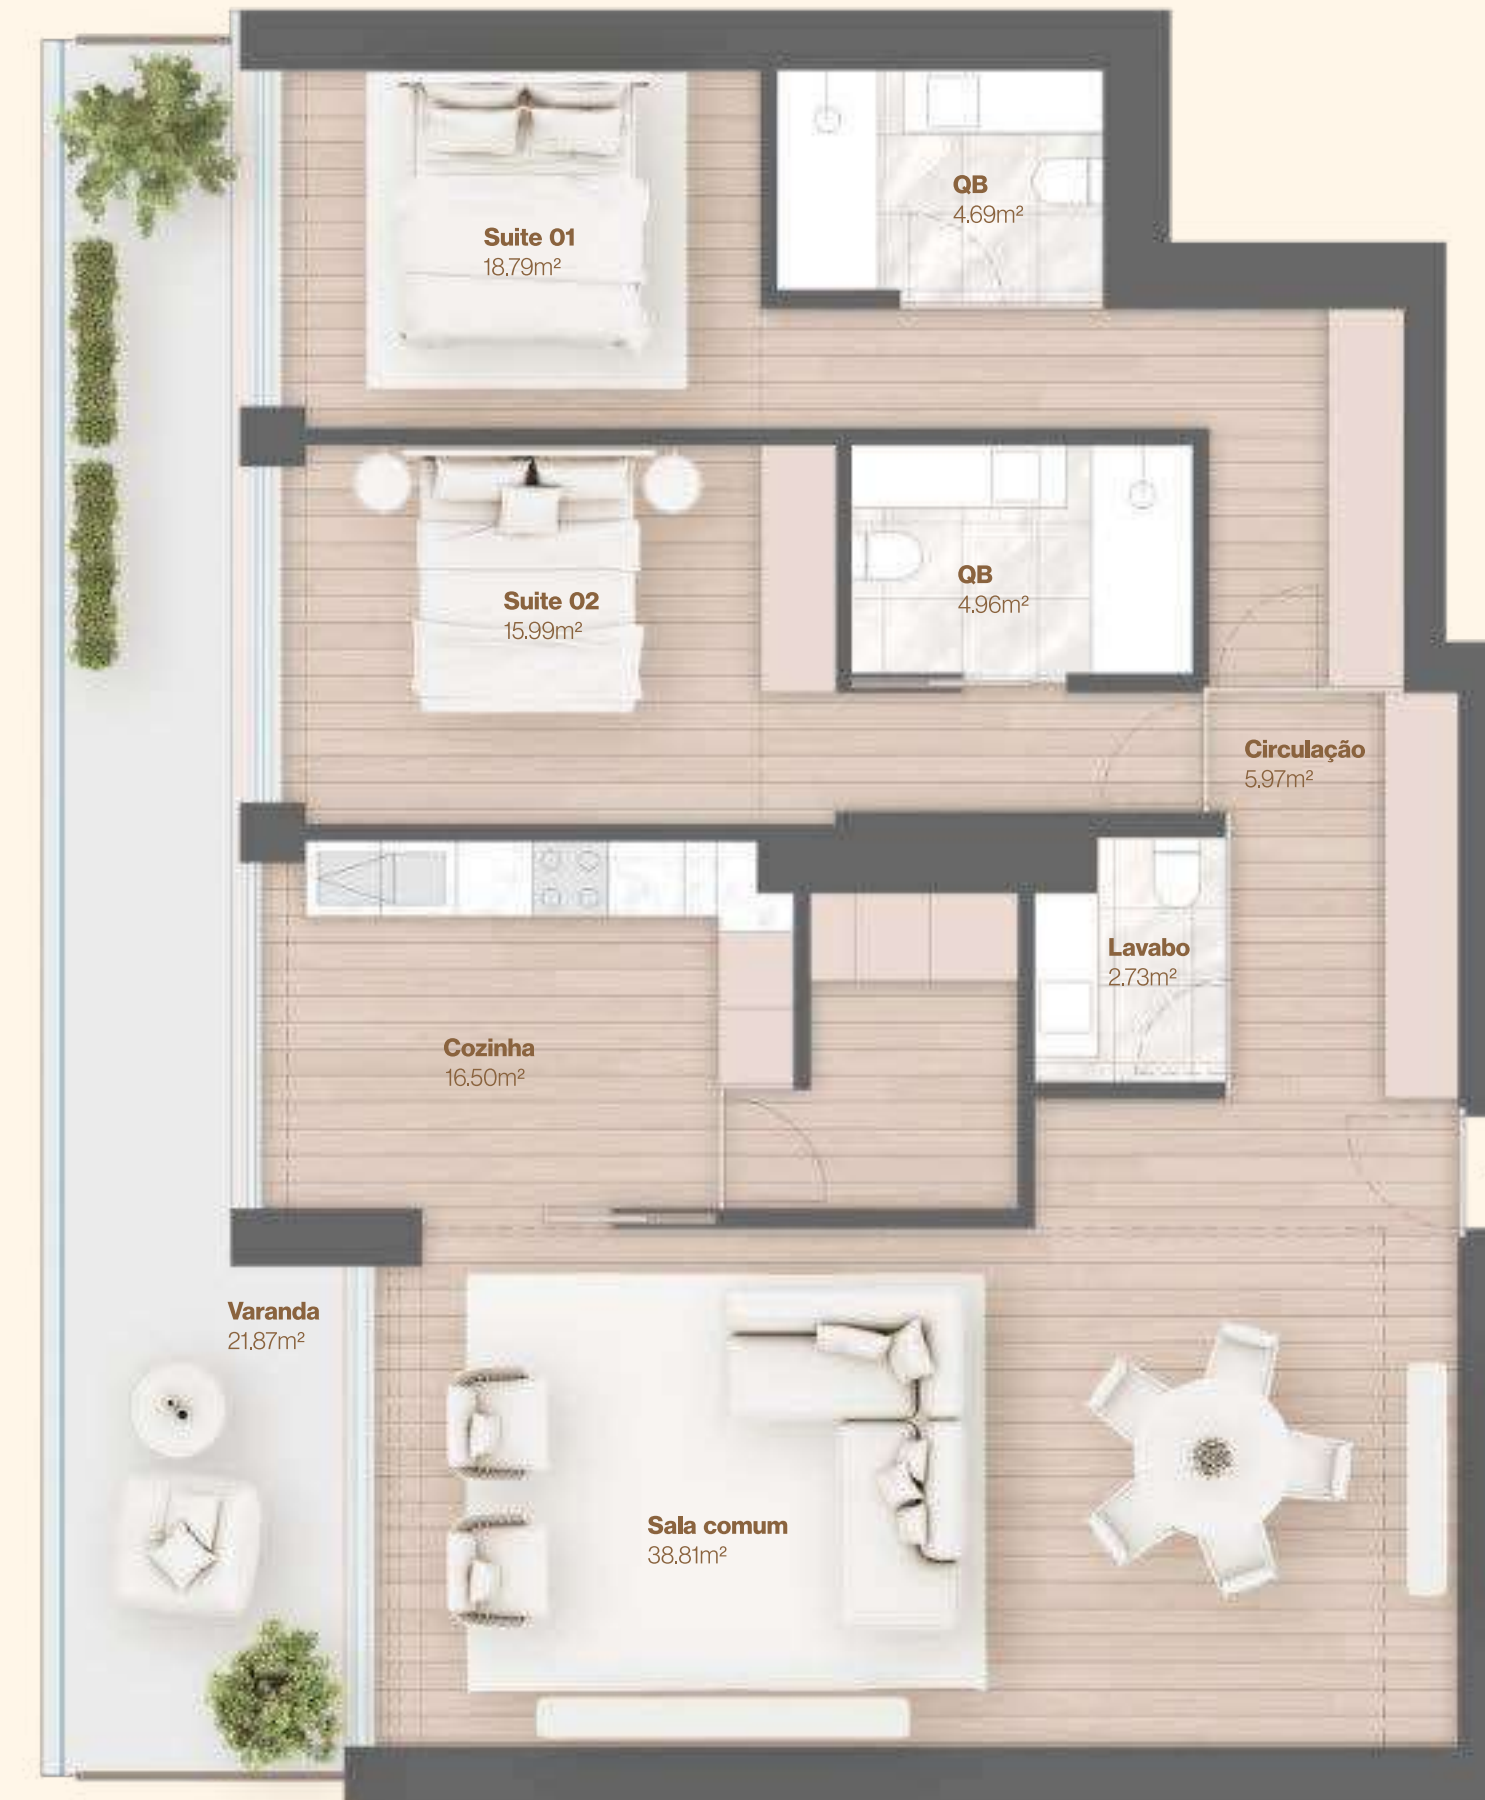 QB
4.69m²
Suite 01
18.79m²
QB
4.96m²
Suite 02
15.99m²
Circulação
5.97m²
Lavabo
2.73m²
Cozinha
16.50m²
Varanda
21.87m²
Sala comum
38.81m²